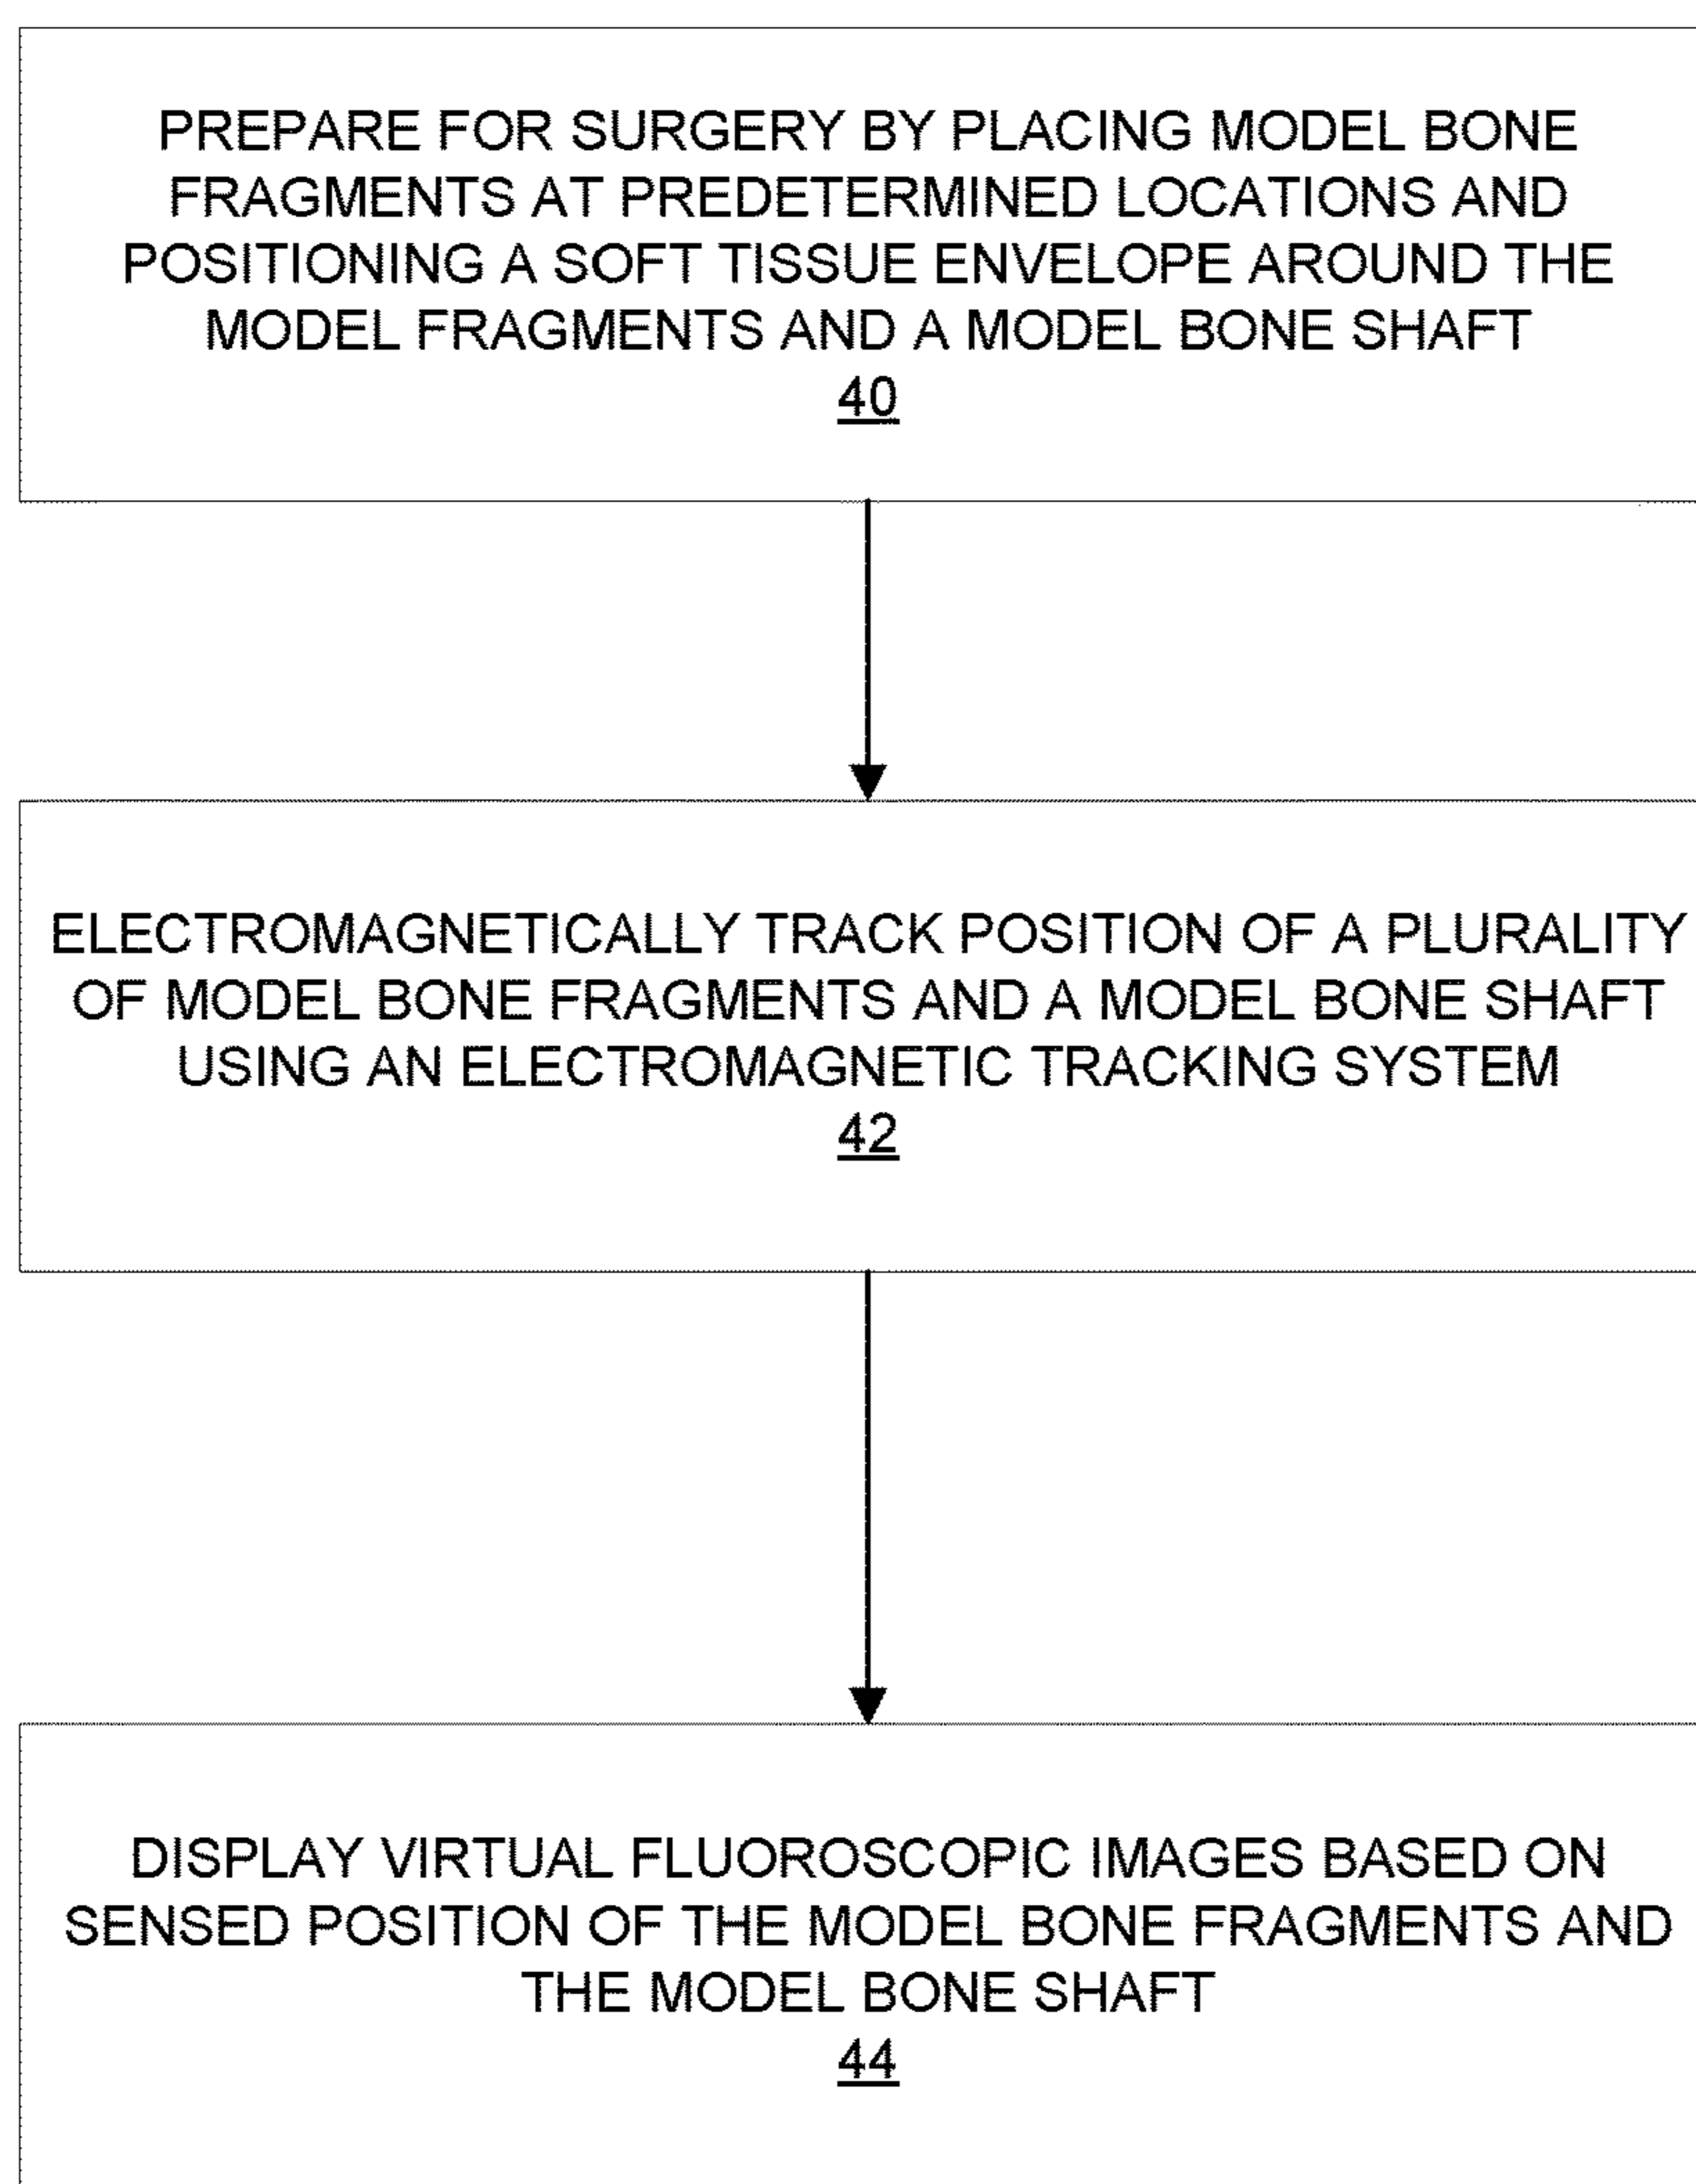 PREPARE FOR SURGERY BY PLACING MODEL BONE
FRAGMENTS AT PREDETERMINED LOCATIONS AND
POSITIONING A SOFT TISSUE ENVELOPE AROUND THE
MODEL FRAGMENTS AND A MODEL BONE SHAFT
40
ELECTROMAGNETICALLY TRACK POSITION OF A PLURALITY
OF MODEL BONE FRAGMENTS AND A MODEL BONE SHAFT
USING AN ELECTROMAGNETIC TRACKING SYSTEM
42
DISPLAY VIRTUAL FLUOROSCOPIC IMAGES BASED ON
SENSED POSITION OF THE MODEL BONE FRAGMENTS AND
THE MODEL BONE SHAFT
44